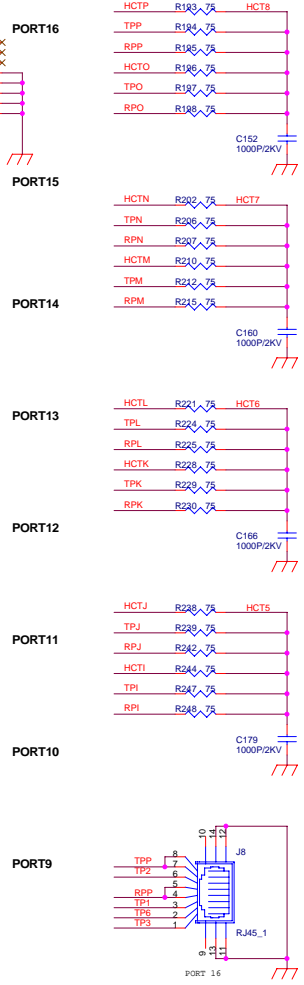 HCTP R193 75 HCT8
PORT16
TPP R194 75
RPP R195 75
HCTO R196 75
TPO R197 75
RPO R198 75
C152
1000P/2KV
PORT15
HCTN R202 75 HCT7
TPN R206 75
RPN R207 75
HCTM R210 75
TPM R212 75
PORT14
RPM R215 75
C160
1000P/2KV
HCTL R221 75 HCT6
PORT13
TPL R224 75
RPL R225 75
HCTK R228 75
TPK R229 75
RPK R230 75
PORT12
C166
1000P/2KV
HCTJ R238 75 HCT5
TPJ R239 75
PORT11
RPJ R242 75
HCTI R244 75
TPI R247 75
RPI R248 75
C179
PORT10
1000P/2KV
10 14 12
J8
8
PORT9
TPP 7
TP2 6
5
RPP 4
TP1 3
TP6 2
TP3 1
RJ45_1
9 13 11
PORT 16